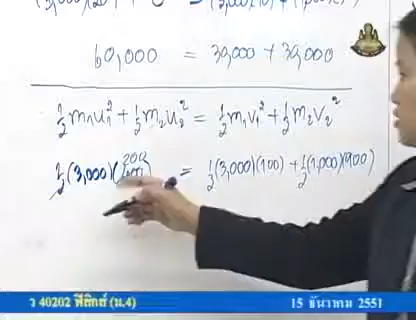 60,000 = 30,000 + 30,000
½m₁u₁² + ½m₂u₂² = ½m₁v₁² + ½m₂v₂²
½(3,000)( = ½(3,000)(100) + ½(1,000)(900)
ว 40202 ฟิสิกส์ (ม.4) 15 ธันวาคม 2551